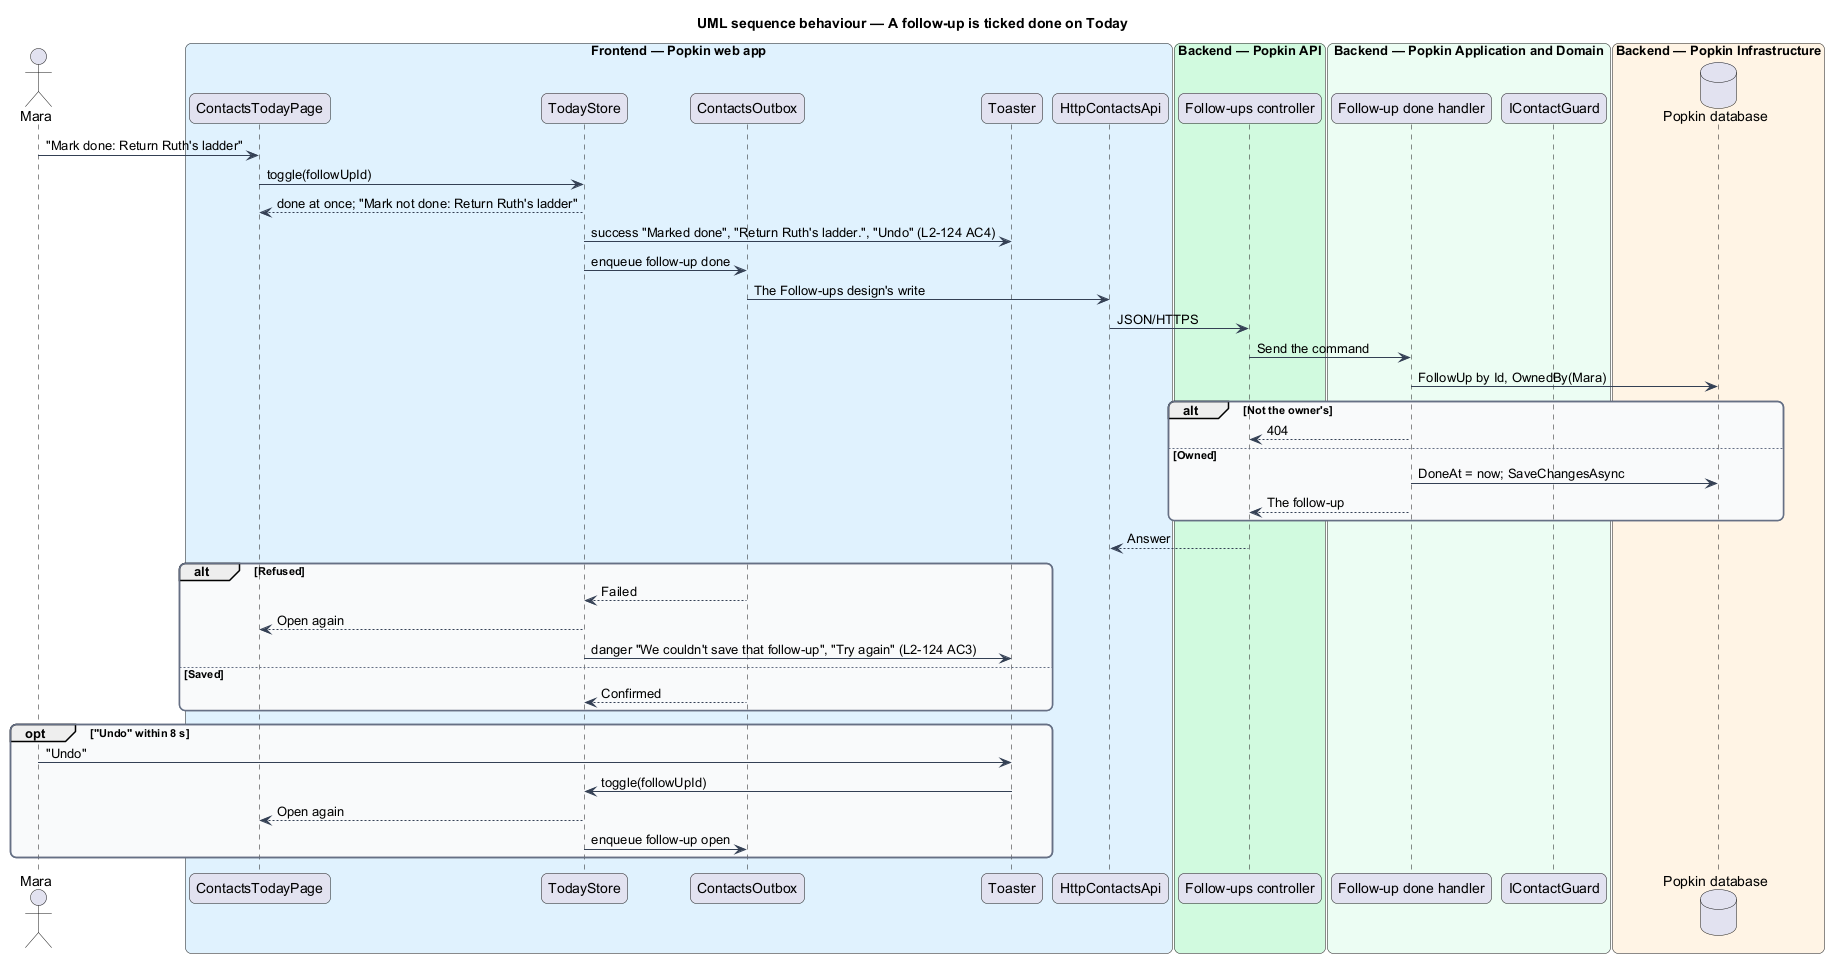 UML sequence behaviour — A follow-up is ticked done on Today
Frontend — Popkin web app
Backend — Popkin API
Backend — Popkin Application and Domain
Backend — Popkin Infrastructure
Mara
ContactsTodayPage
TodayStore
ContactsOutbox
Toaster
HttpContactsApi
Follow-ups controller
Follow-up done handler
IContactGuard
Popkin database
"Mark done: Return Ruth's ladder"
toggle(followUpId)
done at once; "Mark not done: Return Ruth's ladder"
success "Marked done", "Return Ruth's ladder.", "Undo" (L2-124 AC4)
enqueue follow-up done
The Follow-ups design's write
JSON/HTTPS
Send the command
FollowUp by Id, OwnedBy(Mara)
alt
[Not the owner's]
404
[Owned]
DoneAt = now; SaveChangesAsync
The follow-up
Answer
alt
[Refused]
Failed
Open again
danger "We couldn't save that follow-up", "Try again" (L2-124 AC3)
[Saved]
Confirmed
opt
["Undo" within 8 s]
"Undo"
toggle(followUpId)
Open again
enqueue follow-up open
Mara
ContactsTodayPage
TodayStore
ContactsOutbox
Toaster
HttpContactsApi
Follow-ups controller
Follow-up done handler
IContactGuard
Popkin database